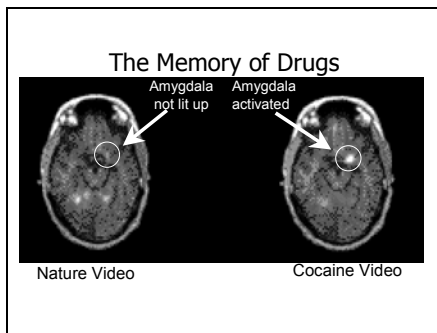 The Memory of Drugs
Amygdala
not lit up
Amygdala
activated
Nature Video
Cocaine Video